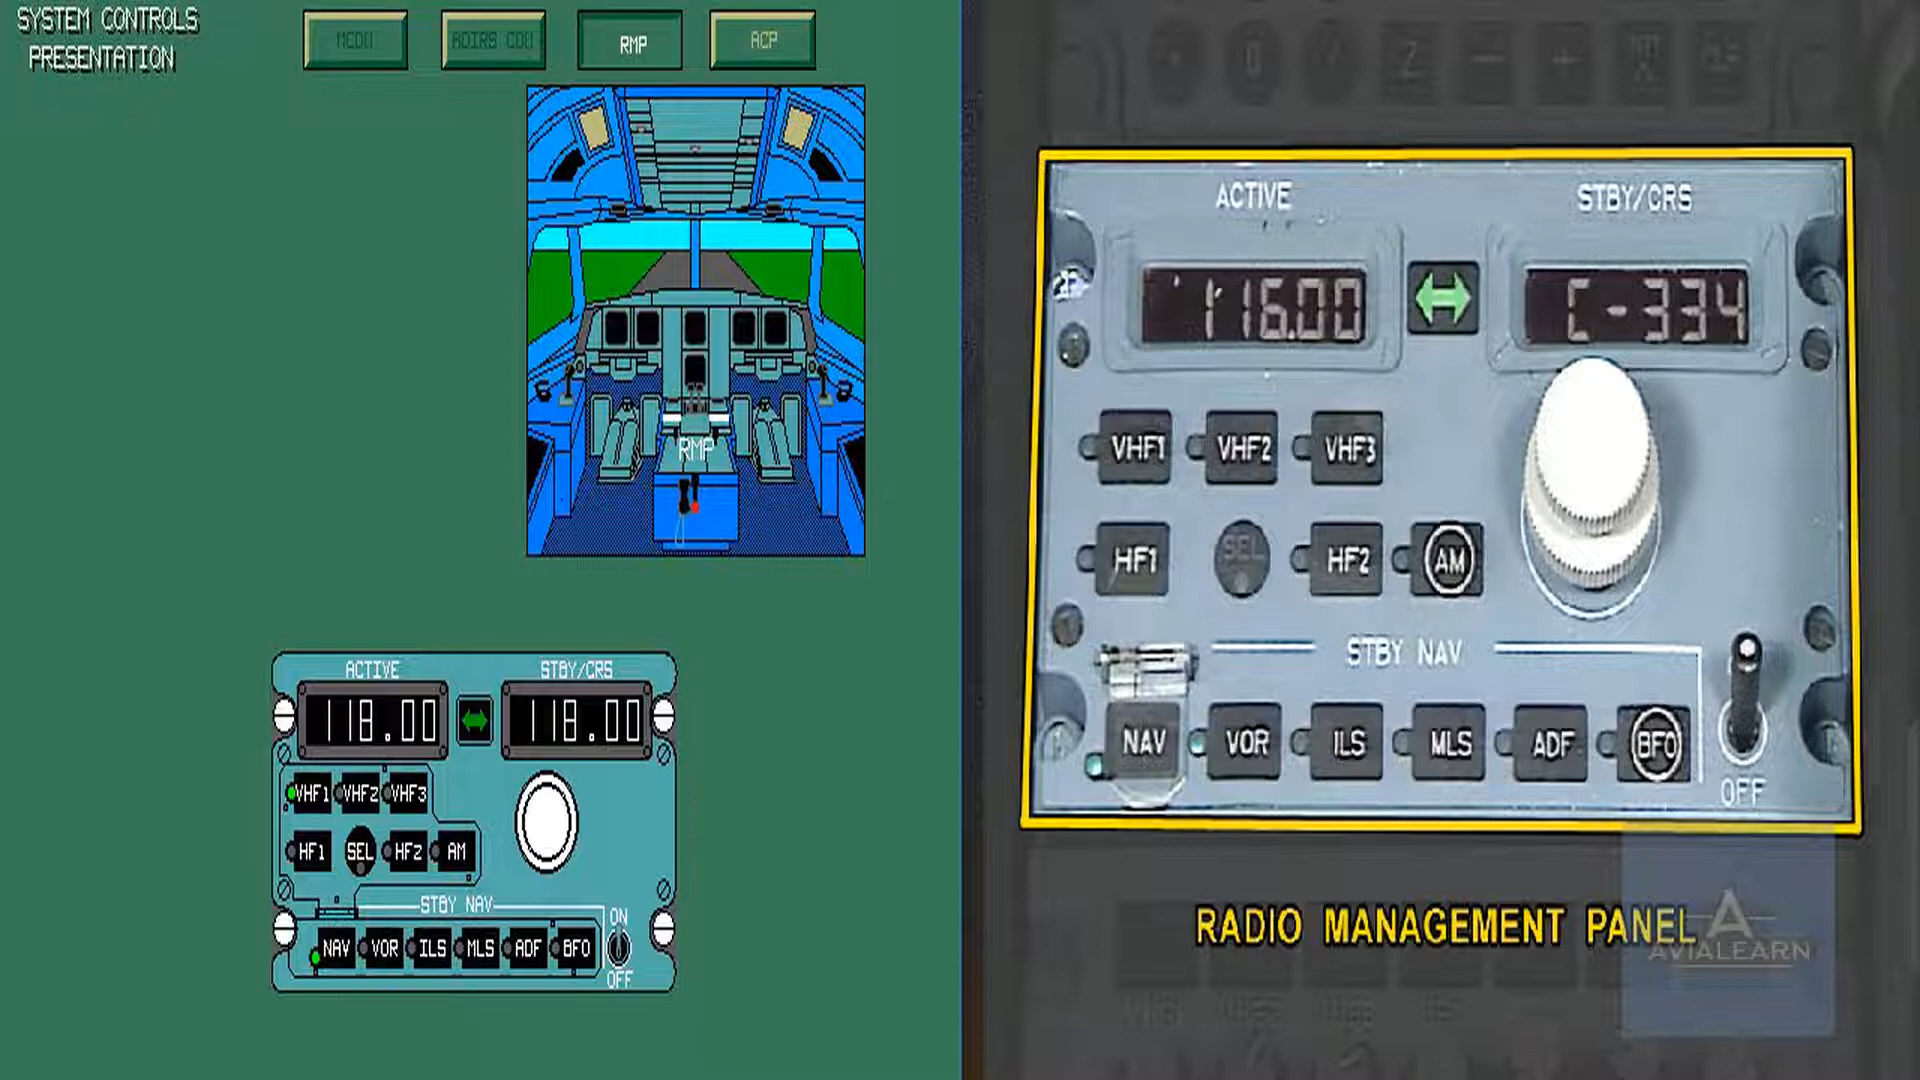 SYSTEM CONTROLS
PRESENTATION
MCDU
ADIRS CDU
RMP
ACP
RMP
ACTIVE
STBY/CRS
118.00
118.00
VHF1
VHF2
VHF3
HF1
SEL
HF2
AM
STBY NAV
ON
NAV
VOR
ILS
MLS
ADF
BFO
OFF
ACTIVE
STBY/CRS
116.00
C-334
VHF1
VHF2
VHF3
HF1
SEL
HF2
AM
STBY NAV
NAV
VOR
ILS
MLS
ADF
BFO
OFF
RADIO MANAGEMENT PANEL
AVIALEARN